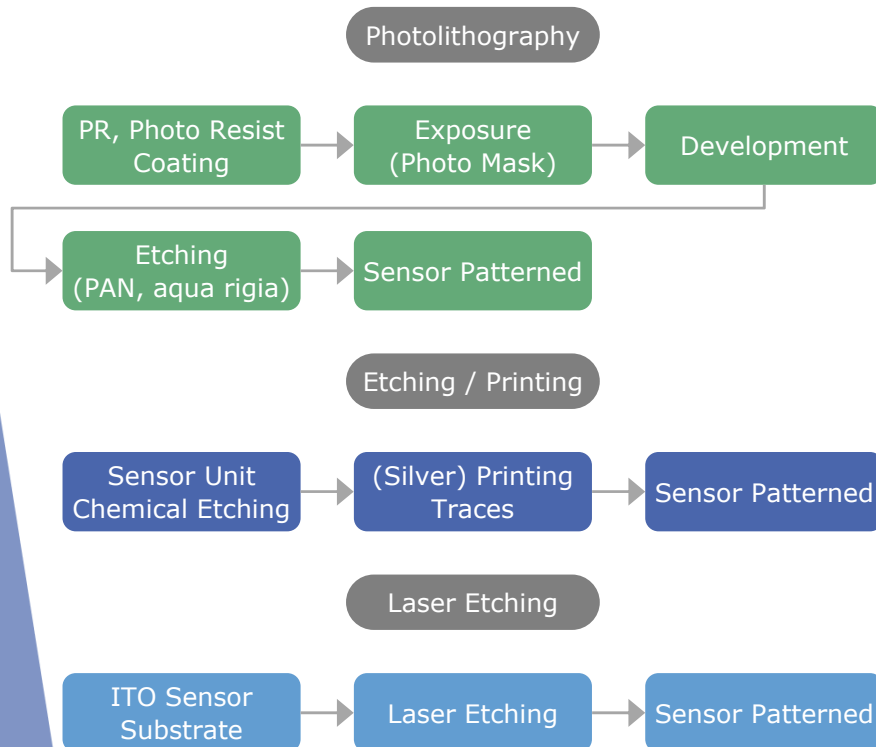 Photolithography
PR, Photo Resist
Coating
Exposure
(Photo Mask)
Development
Etching
(PAN, aqua rigia)
Sensor Patterned
Etching / Printing
Sensor Unit
Chemical Etching
(Silver) Printing
Traces
Sensor Patterned
Laser Etching
ITO Sensor
Substrate
Laser Etching
Sensor Patterned